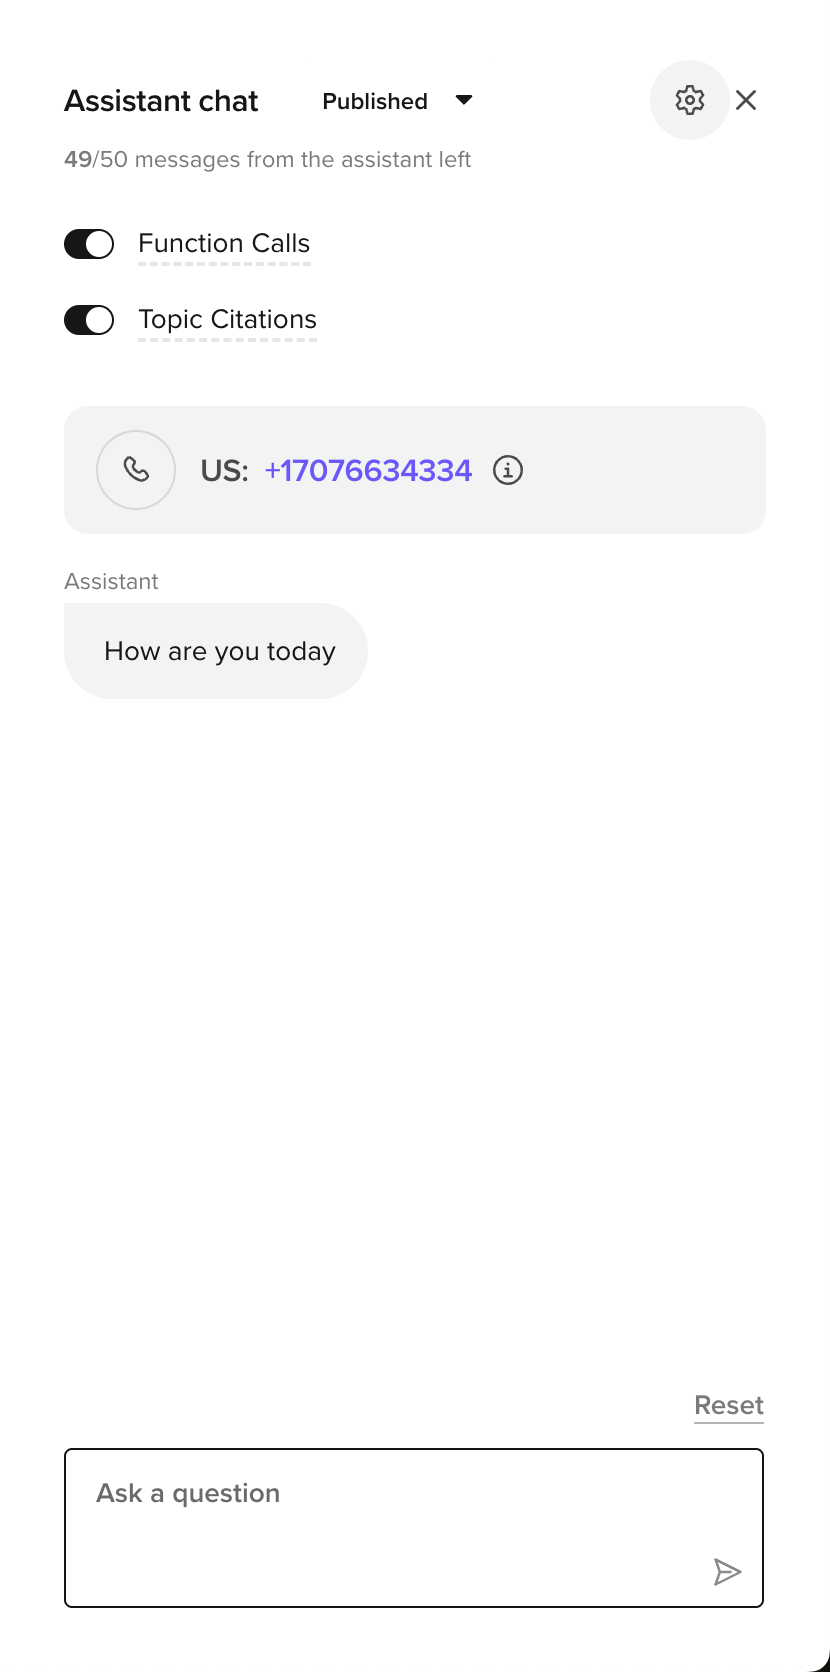 Assistant chat Published
49/50 messages from the assistant left
Function Calls
Topic Citations
US: +17076634334
Assistant
How are you today
Reset
Ask a question